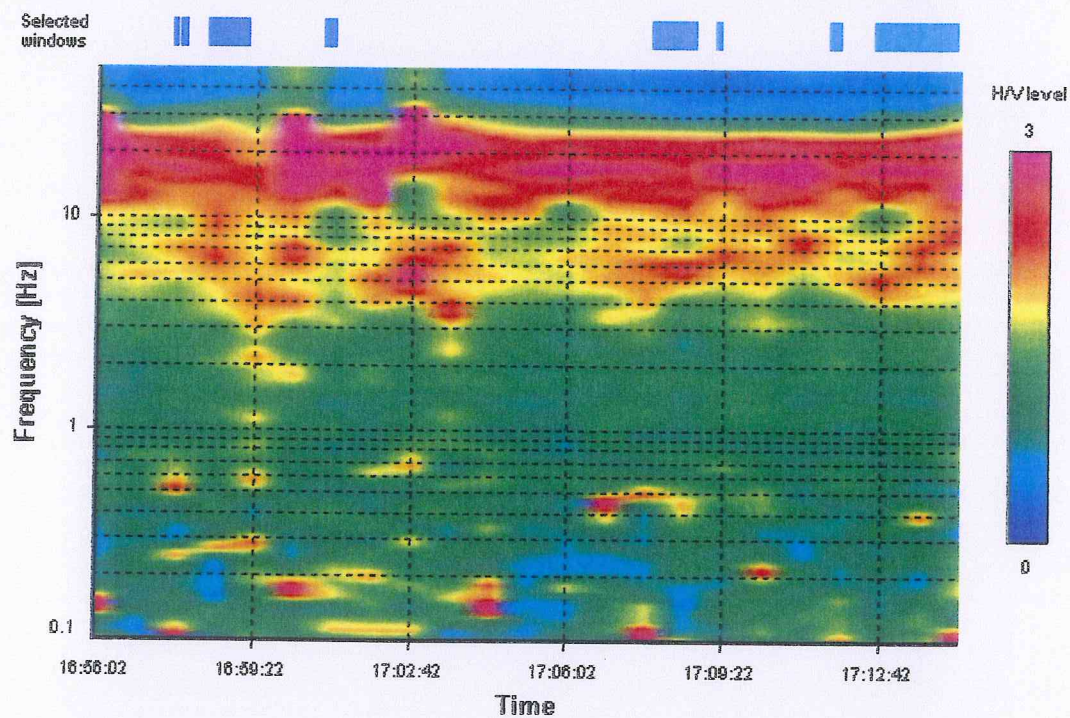 Selected
windows
H/V level
3
10
Frequency [Hz]
1
0.1
0
16:56:02 16:59:22 17:02:42 17:06:02 17:09:22 17:12:42
Time